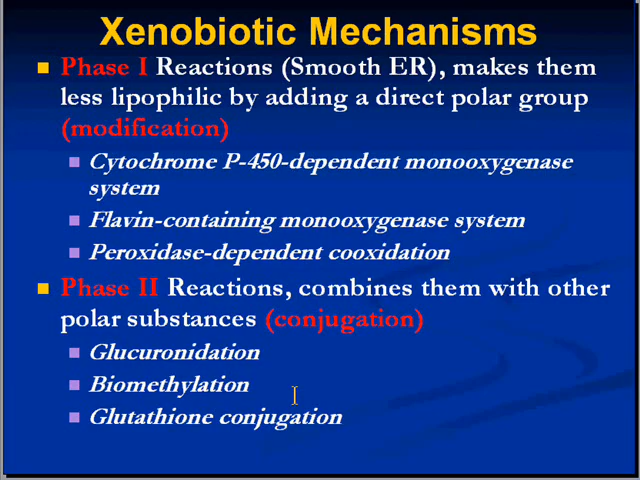 Xenobiotic Mechanisms
Phase I Reactions (Smooth ER), makes them
less lipophilic by adding a direct polar group
(modification)
Cytochrome P-450-dependent monooxygenase
system
Flavin-containing monooxygenase system
Peroxidase-dependent cooxidation
Phase II Reactions, combines them with other
polar substances (conjugation)
Glucuronidation
Biomethylation
Glutathione conjugation